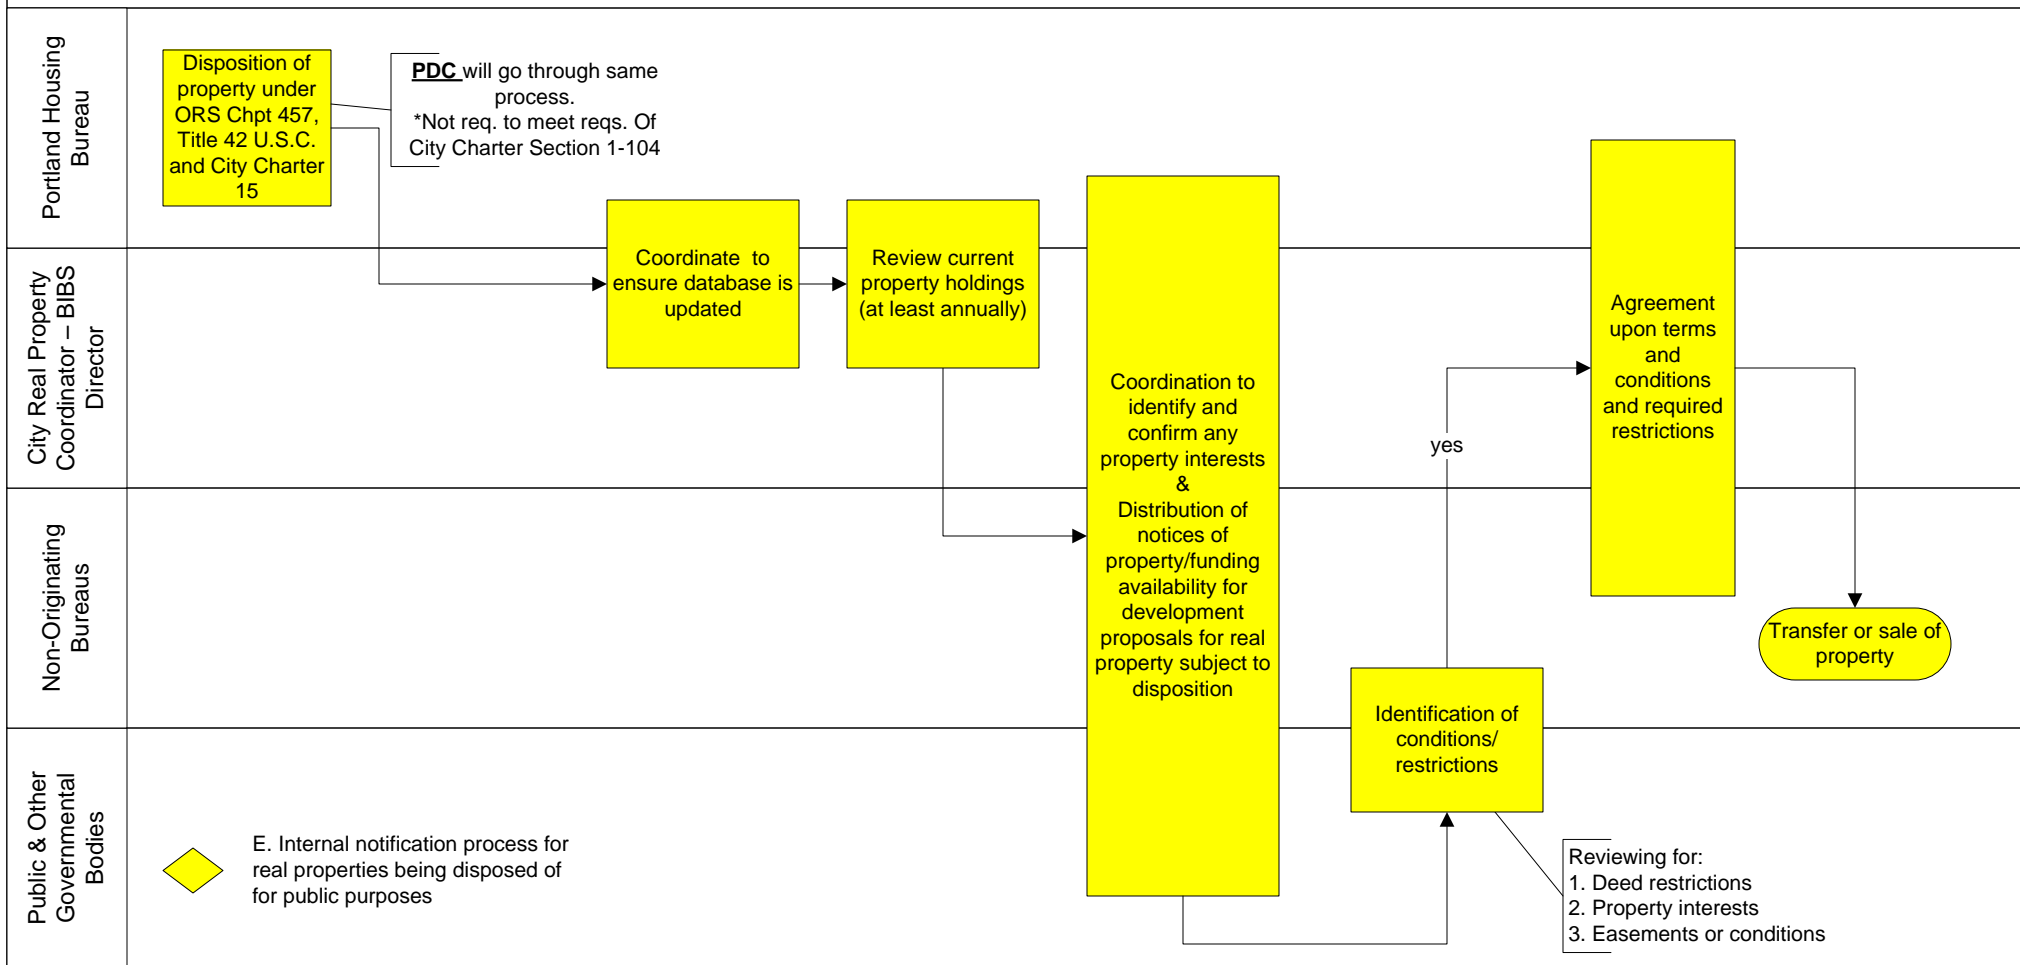 Portland Housing
Bureau
Disposition of
property under
ORS Chpt 457,
Title 42 U.S.C.
and City Charter
15
PDC will go through same
process.
*Not req. to meet reqs. Of
City Charter Section 1-104
City Real Property
Coordinator – BIBS
Director
Coordinate to
ensure database is
updated
Review current
property holdings
(at least annually)
Coordination to
identify and
confirm any
property interests
&
Distribution of
notices of
property/funding
availability for
development
proposals for real
property subject to
disposition
yes
Agreement
upon terms
and
conditions
and required
restrictions
Non-Originating
Bureaus
Transfer or sale of
property
Identification of
conditions/
restrictions
Public & Other
Governmental
Bodies
E. Internal notification process for
real properties being disposed of
for public purposes
Reviewing for:
1. Deed restrictions
2. Property interests
3. Easements or conditions